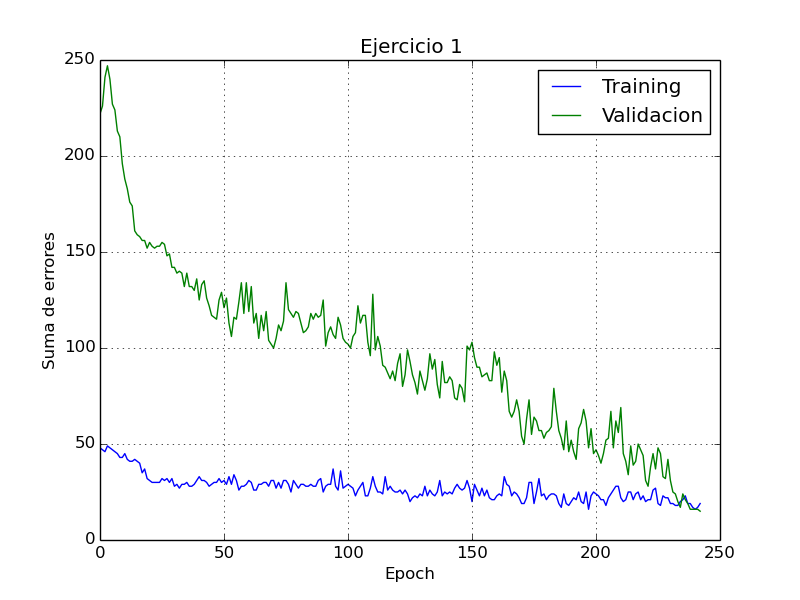 Ejercicio 1
Training
Validacion
250
200
150
100
50
0
Suma de errores
0 50 100 150 200 250
Epoch